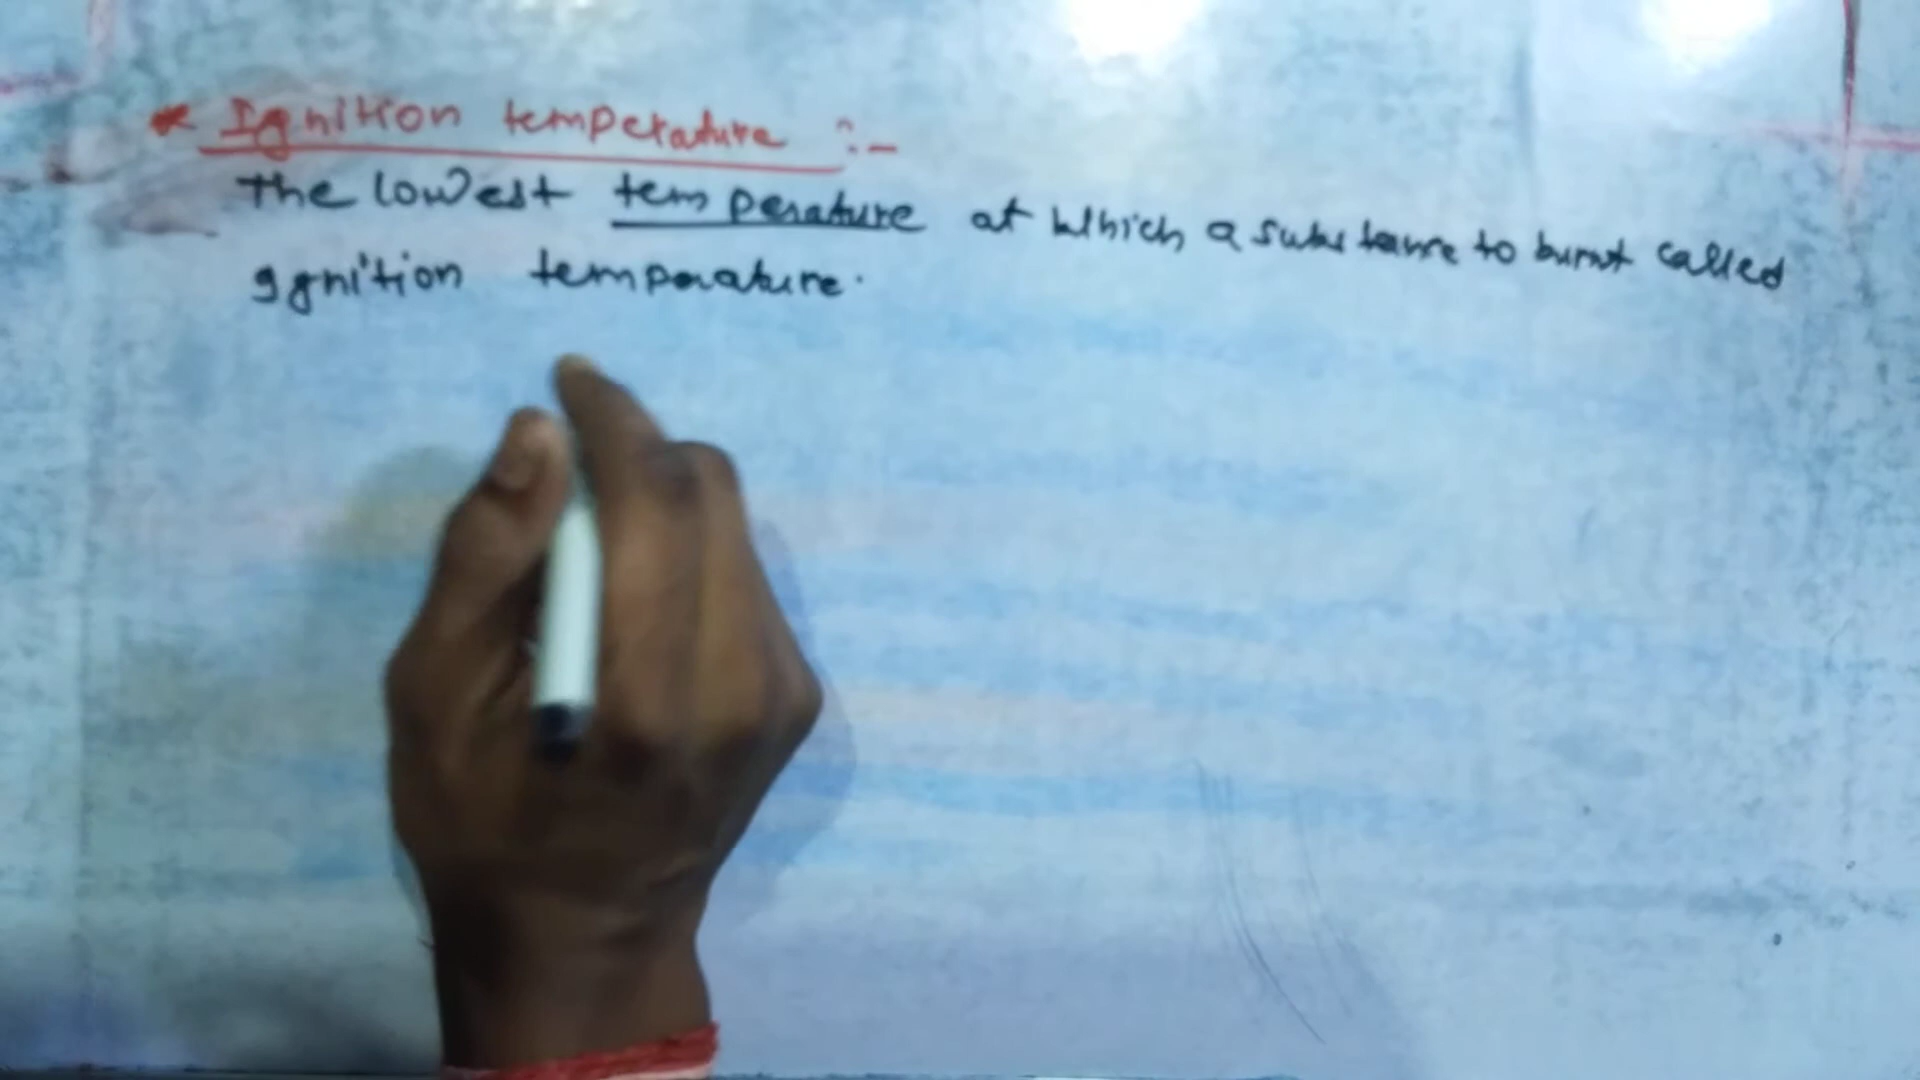 * Ignition temperature :-
The lowest temperature at which a substance to burnt called
Ignition temperature.